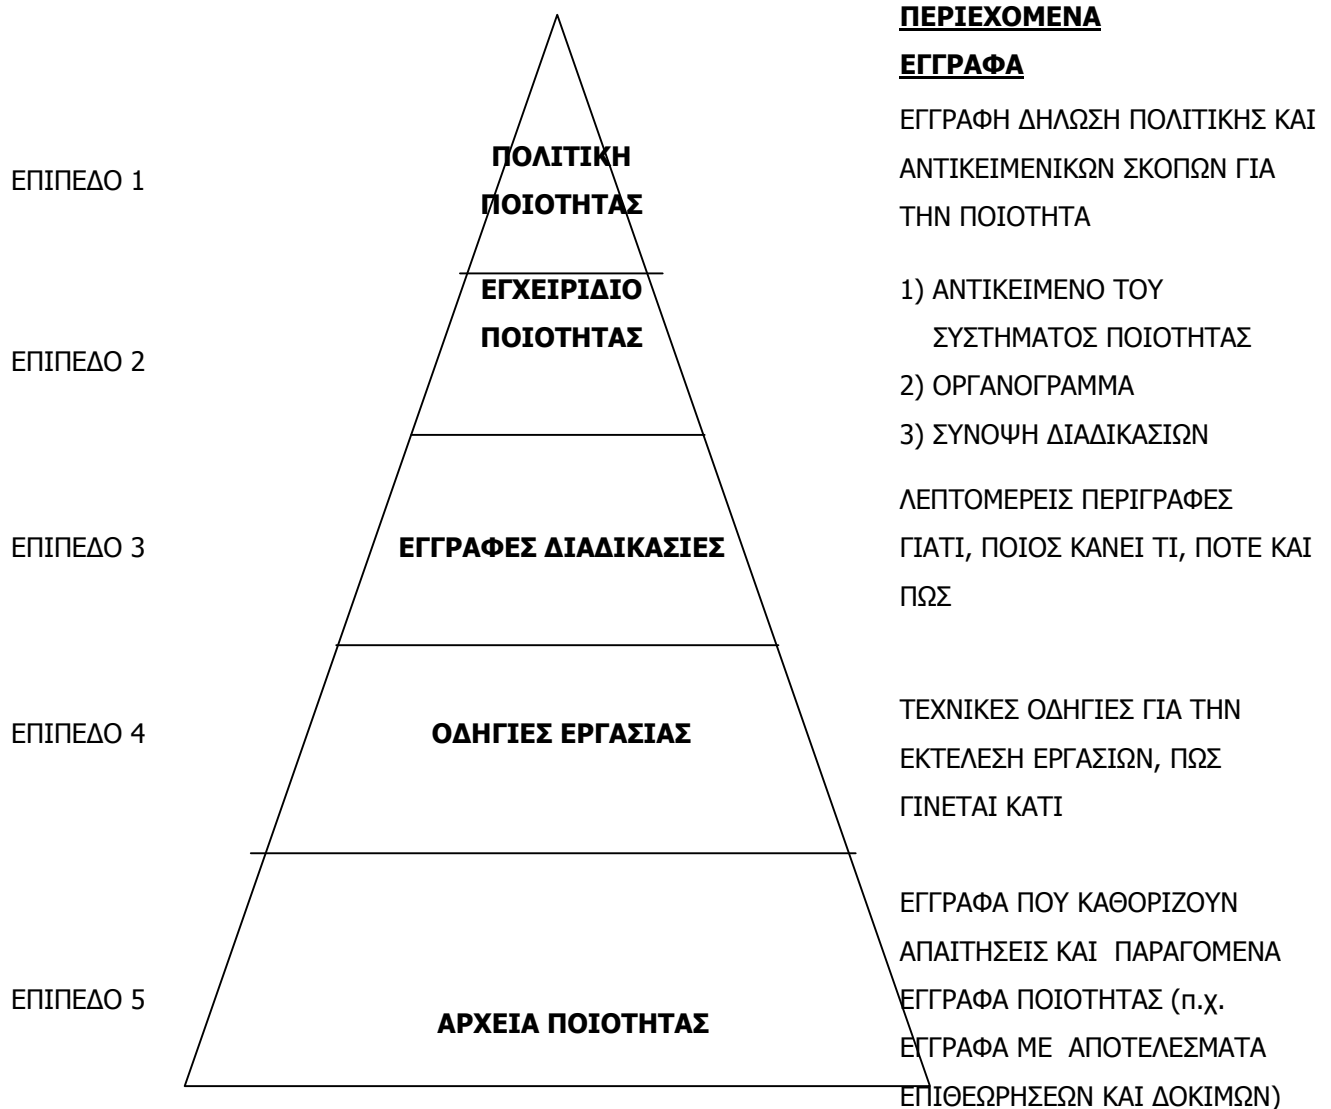 ΠΕΡΙΕΧΟΜΕΝΑ
ΕΓΓΡΑΦΑ
ΕΠΙΠΕΔΟ 1
ΠΟΛΙΤΙΚΗ
ΠΟΙΟΤΗΤΑΣ
ΕΓΓΡΑΦΗ ΔΗΛΩΣΗ ΠΟΛΙΤΙΚΗΣ ΚΑΙ
ΑΝΤΙΚΕΙΜΕΝΙΚΩΝ ΣΚΟΠΩΝ ΓΙΑ
ΤΗΝ ΠΟΙΟΤΗΤΑ
ΕΠΙΠΕΔΟ 2
ΕΓΧΕΙΡΙΔΙΟ
ΠΟΙΟΤΗΤΑΣ
1) ΑΝΤΙΚΕΙΜΕΝΟ ΤΟΥ
ΣΥΣΤΗΜΑΤΟΣ ΠΟΙΟΤΗΤΑΣ
2) ΟΡΓΑΝΟΓΡΑΜΜΑ
3) ΣΥΝΟΨΗ ΔΙΑΔΙΚΑΣΙΩΝ
ΕΠΙΠΕΔΟ 3
ΕΓΓΡΑΦΕΣ ΔΙΑΔΙΚΑΣΙΕΣ
ΛΕΠΤΟΜΕΡΕΙΣ ΠΕΡΙΓΡΑΦΕΣ
ΓΙΑΤΙ, ΠΟΙΟΣ ΚΑΝΕΙ ΤΙ, ΠΟΤΕ ΚΑΙ
ΠΩΣ
ΕΠΙΠΕΔΟ 4
ΟΔΗΓΙΕΣ ΕΡΓΑΣΙΑΣ
ΤΕΧΝΙΚΕΣ ΟΔΗΓΙΕΣ ΓΙΑ ΤΗΝ
ΕΚΤΕΛΕΣΗ ΕΡΓΑΣΙΩΝ, ΠΩΣ
ΓΙΝΕΤΑΙ ΚΑΤΙ
ΕΠΙΠΕΔΟ 5
ΑΡΧΕΙΑ ΠΟΙΟΤΗΤΑΣ
ΕΓΓΡΑΦΑ ΠΟΥ ΚΑΘΟΡΙΖΟΥΝ
ΑΠΑΙΤΗΣΕΙΣ ΚΑΙ ΠΑΡΑΓΟΜΕΝΑ
ΕΓΓΡΑΦΑ ΠΟΙΟΤΗΤΑΣ (π.χ.
ΕΓΓΡΑΦΑ ΜΕ ΑΠΟΤΕΛΕΣΜΑΤΑ
ΕΠΙΘΕΩΡΗΣΕΩΝ ΚΑΙ ΔΟΚΙΜΩΝ)